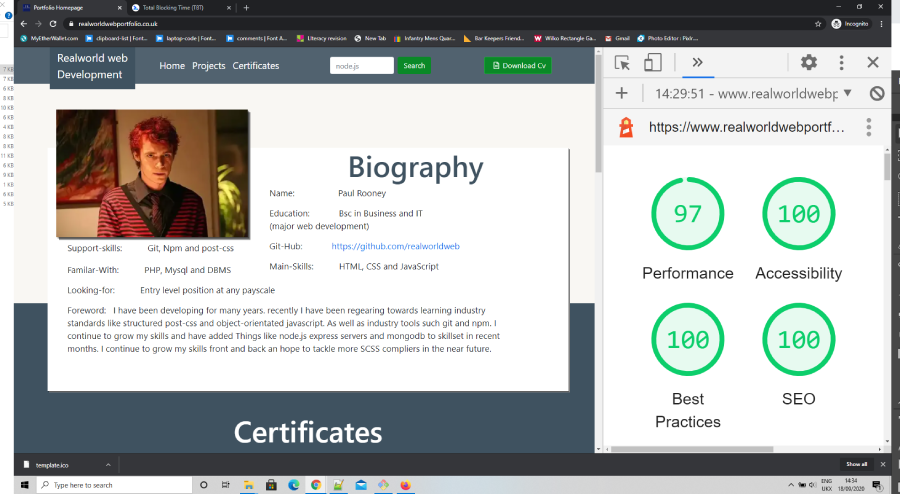 Portfolio Homepage
Total Blocking Time (TBT)
realworldwebportfolio.co.uk
Incognito
MyEtherWallet.com
clipboard-list | Font...
laptop-code | Font...
comments | Font A...
Literacy revision
New Tab
Infantry Mens Quar...
Bar Keepers Friend...
Wilko Rectangle Ga...
Gmail
Photo Editor : Pixlr...
Realworld web
Development
Home Projects Certificates
node.js
Search
Download Cv
Biography
Name: Paul Rooney
Education: Bsc in Business and IT
(major web development)
Support-skills: Git, Npm and post-css
Git-Hub: https://github.com/realworldweb
Familar-With: PHP, Mysql and DBMS
Main-Skills: HTML, CSS and JavaScript
Looking-for: Entry level position at any payscale
Foreword: I have been developing for many years. recently I have been regearing towards learning industry
standards like structured post-css and object-orientated javascript. As well as industry tools such git and npm. I
continue to grow my skills and have added Things like node.js express servers and mongodb to skillset in recent
months. I continue to grow my skills front and back an hope to tackle more SCSS compliers in the near future.
Certificates
14:29:51 - www.realworldwebp
https://www.realworldwebportf...
97
100
Performance
Accessibility
100
100
Best
Practices
SEO
template.ico
Show all
Type here to search
ENG
UKX
14:34
18/09/2020